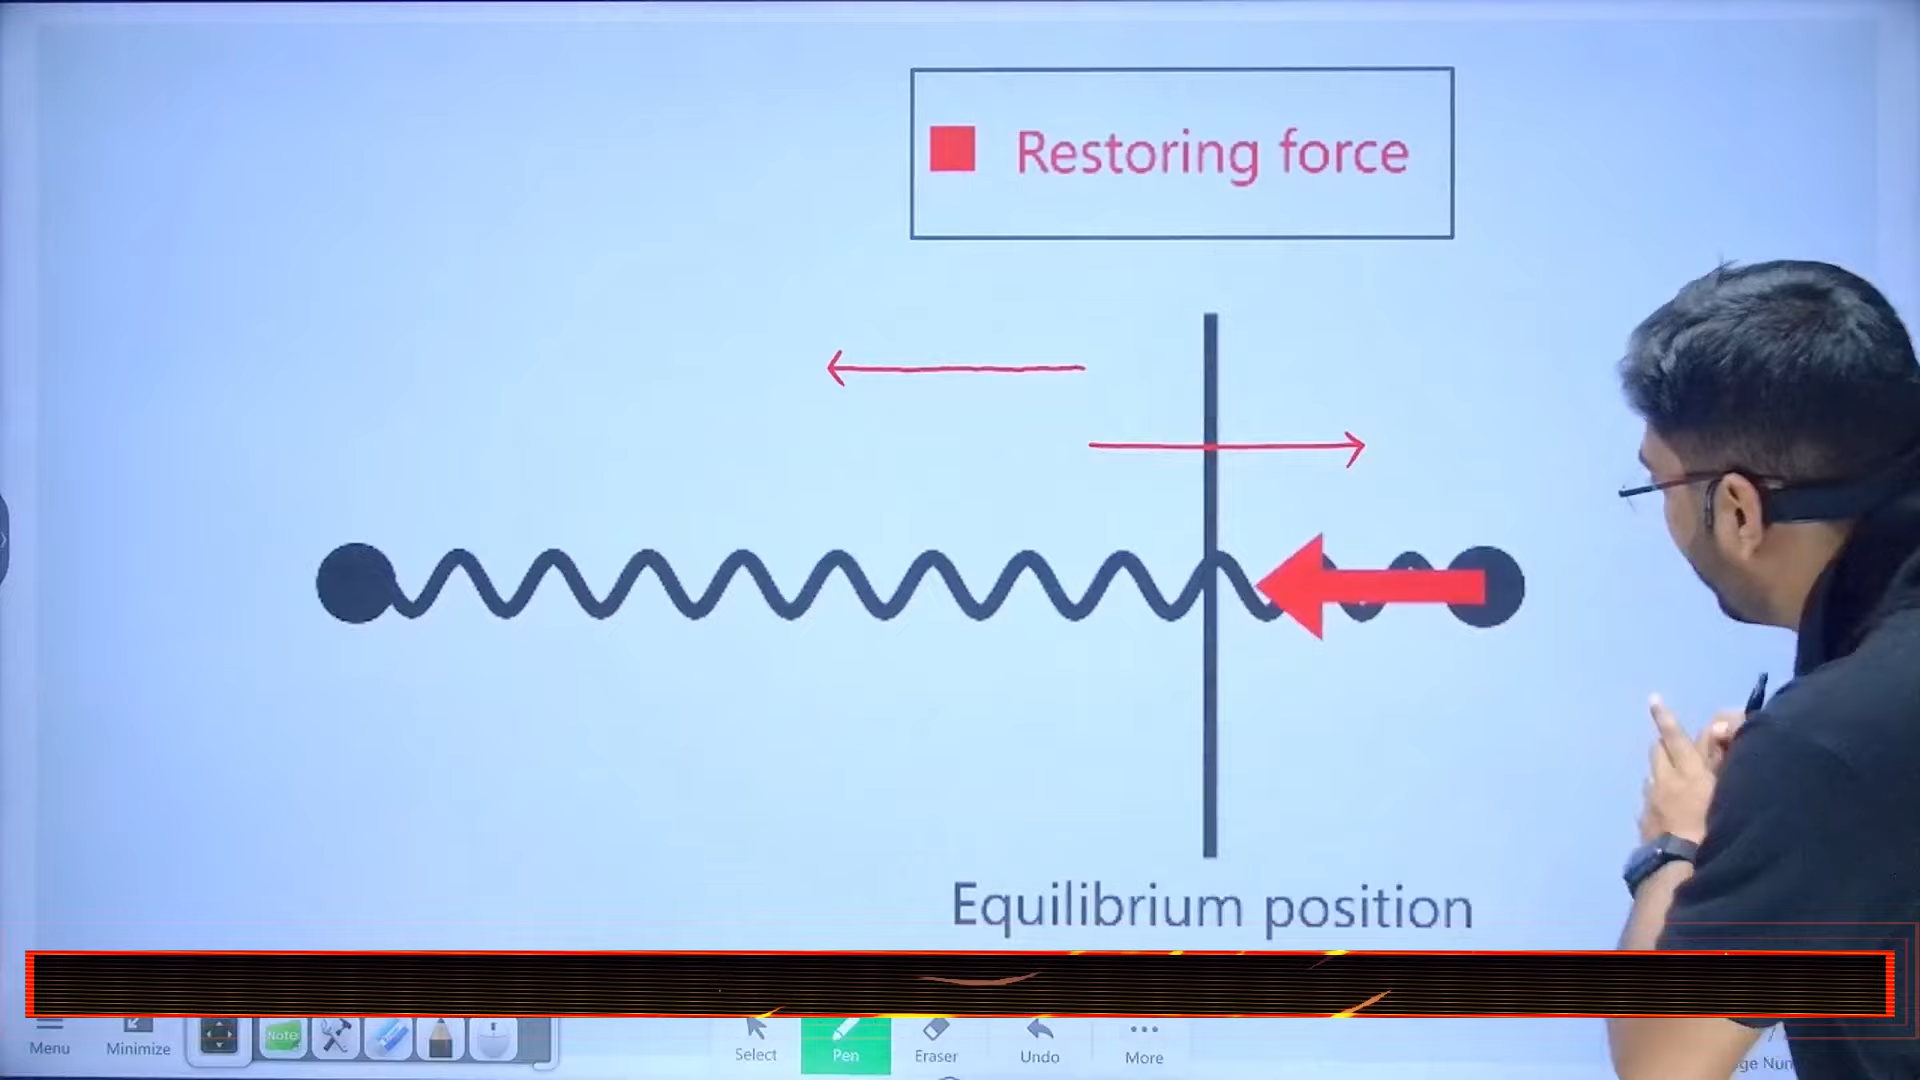 Restoring force
Equilibrium position
Menu
Minimize
Note
Select
Pen
Eraser
Undo
More